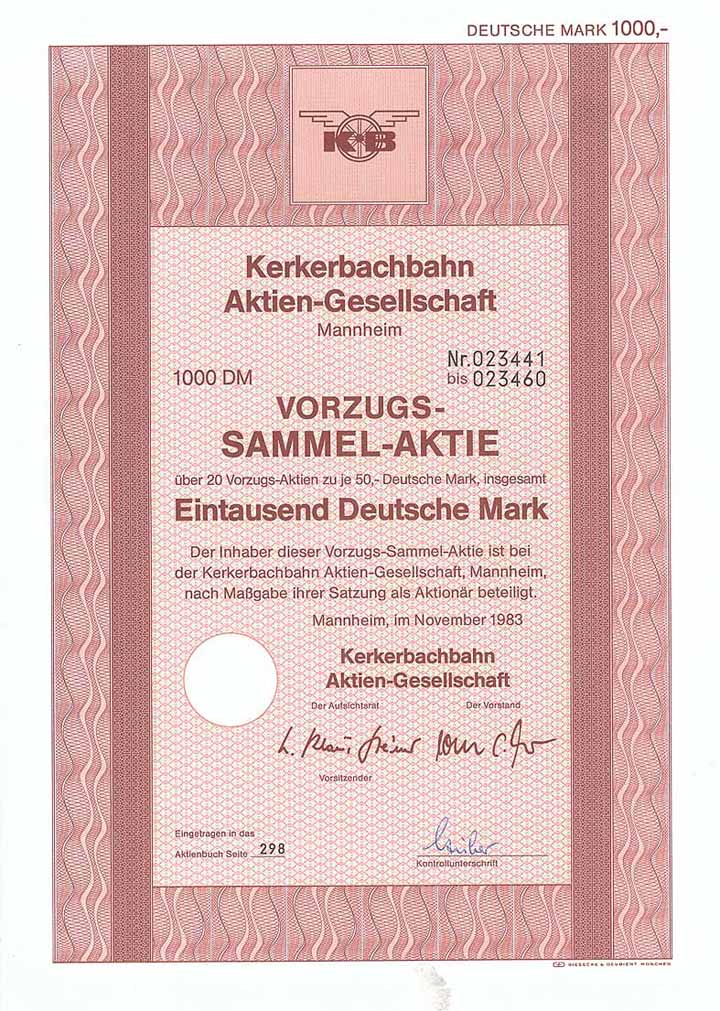 DEUTSCHE MARK 1000,-
KB
Kerkerbachbahn
Aktien-Gesellschaft
Mannheim
Nr.023441
1000 DM
bis 023460
VORZUGS-
SAMMEL-AKTIE
über 20 Vorzugs-Aktien zu je 50,- Deutsche Mark, insgesamt
Eintausend Deutsche Mark
Der Inhaber dieser Vorzugs-Sammel-Aktie ist bei
der Kerkerbachbahn Aktien-Gesellschaft, Mannheim,
nach Maßgabe ihrer Satzung als Aktionär beteiligt.
Mannheim, im November 1983
Kerkerbachbahn
Aktien-Gesellschaft
Der Aufsichtsrat Der Vorstand
Vorsitzender
Eingetragen in das
Aktienbuch Seite 298
Kontrollunterschrift
GIESECKE & DEVRIENT MÜNCHEN